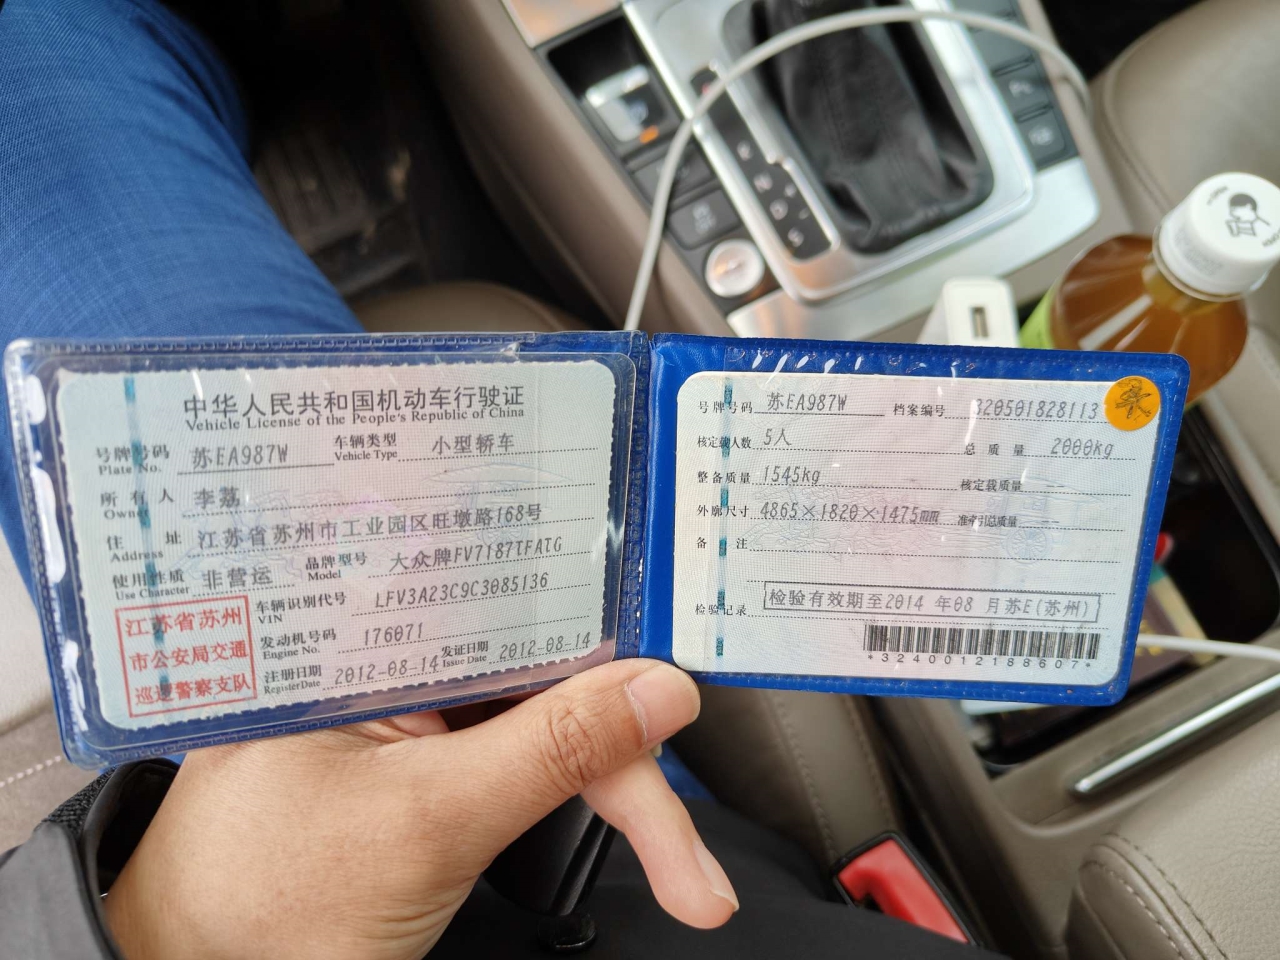 中华人民共和国机动车行驶证
Vehicle License of the People's Republic of China
号牌号码 苏EA987W 车辆类型 小型轿车
Plate No. Vehicle Type
所有人 李荔
Owner
住址 江苏省苏州市工业园区旺墩路168号
Address
使用性质 非营运 品牌型号 大众牌FV7187TFATG
Use Character Model
江苏省苏州
市公安局交通
巡逻警察支队
车辆识别代号 LFV3A23C9C3085136
VIN
发动机号码 176071
Engine No.
注册日期 2012-08-14 发证日期 2012-08-14
Register Date Issue Date
号牌号码 苏EA987W 档案编号 320501828113
核定载人数 5人 总质量 2000kg
整备质量 1545kg 核定载质量 --
外廓尺寸 4865×1820×1475mm 准牵引总质量 --
备注
检验记录 检验有效期至2014年08月苏E(苏州)
*3240012188607*
N
D
S